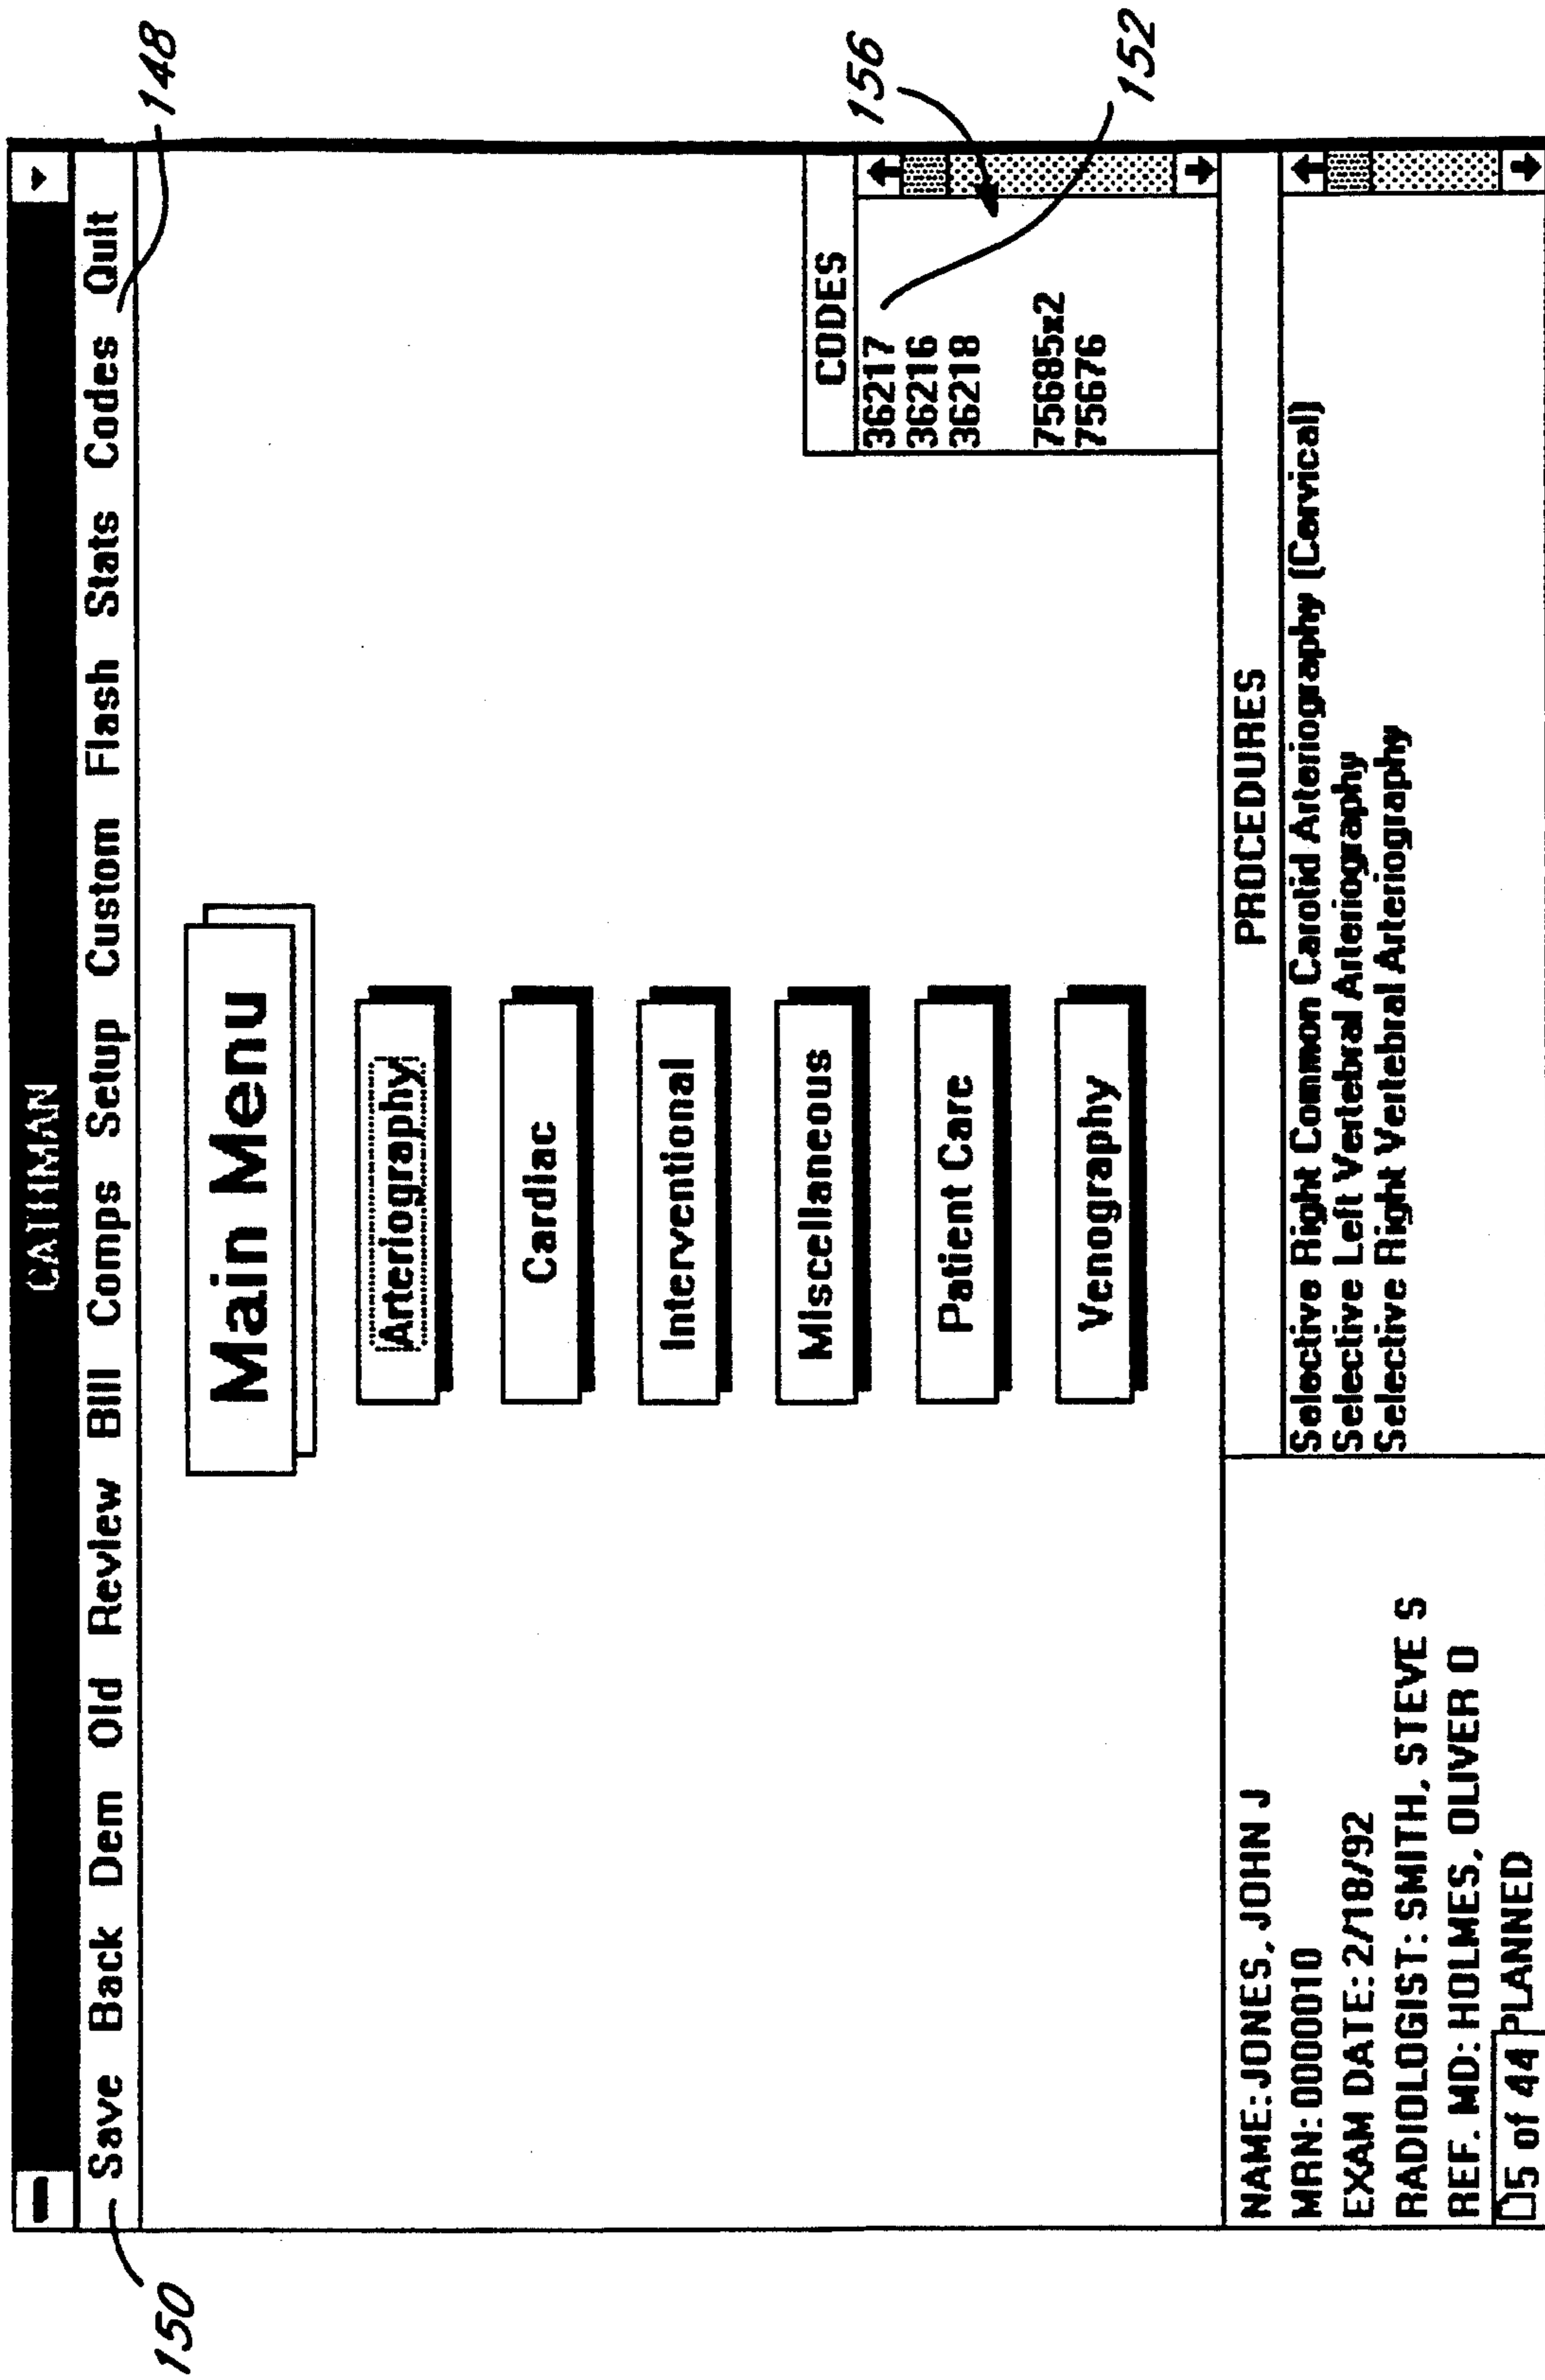 CATHMAN
Save Back Dem Old Review Bill Comps Setup Custom Flash Stats Codes Quit
148
150
Main Menu
Arteriography
Cardiac
Interventional
Miscellaneous
Patient Care
Venography
CODES
36217
36216
36218
75685x2
75676
156
152
NAME: JONES, JOHN J
MRN: 0000010
EXAM DATE: 2/18/92
RADIOLOGIST: SMITH, STEVE S
REF. MD: HOLMES, OLIVER O
5 of 44 PLANNED
PROCEDURES
Selective Right Common Carotid Arteriography (Cervical)
Selective Left Vertebral Arteriography
Selective Right Vertebral Arteriography